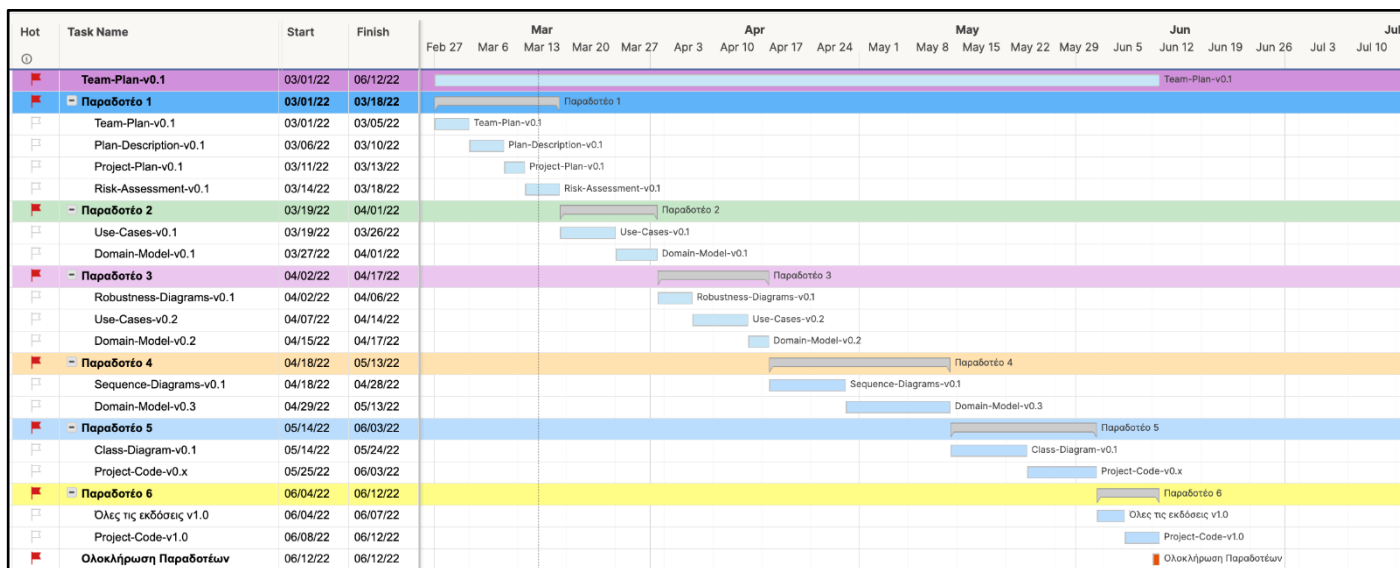 Hot Task Name Start Finish Mar Apr May Jun Jul
Feb 27 Mar 6 Mar 13 Mar 20 Mar 27 Apr 3 Apr 10 Apr 17 Apr 24 May 1 May 8 May 15 May 22 May 29 Jun 5 Jun 12 Jun 19 Jun 26 Jul 3 Jul 10
Team-Plan-v0.1 03/01/22 06/12/22 Team-Plan-v0.1
Παραδοτέο 1 03/01/22 03/18/22 Παραδοτέο 1
Team-Plan-v0.1 03/01/22 03/05/22 Team-Plan-v0.1
Plan-Description-v0.1 03/06/22 03/10/22 Plan-Description-v0.1
Project-Plan-v0.1 03/11/22 03/13/22 Project-Plan-v0.1
Risk-Assessment-v0.1 03/14/22 03/18/22 Risk-Assessment-v0.1
Παραδοτέο 2 03/19/22 04/01/22 Παραδοτέο 2
Use-Cases-v0.1 03/19/22 03/26/22 Use-Cases-v0.1
Domain-Model-v0.1 03/27/22 04/01/22 Domain-Model-v0.1
Παραδοτέο 3 04/02/22 04/17/22 Παραδοτέο 3
Robustness-Diagrams-v0.1 04/02/22 04/06/22 Robustness-Diagrams-v0.1
Use-Cases-v0.2 04/07/22 04/14/22 Use-Cases-v0.2
Domain-Model-v0.2 04/15/22 04/17/22 Domain-Model-v0.2
Παραδοτέο 4 04/18/22 05/13/22 Παραδοτέο 4
Sequence-Diagrams-v0.1 04/18/22 04/28/22 Sequence-Diagrams-v0.1
Domain-Model-v0.3 04/29/22 05/13/22 Domain-Model-v0.3
Παραδοτέο 5 05/14/22 06/03/22 Παραδοτέο 5
Class-Diagram-v0.1 05/14/22 05/24/22 Class-Diagram-v0.1
Project-Code-v0.x 05/25/22 06/03/22 Project-Code-v0.x
Παραδοτέο 6 06/04/22 06/12/22 Παραδοτέο 6
Όλες τις εκδόσεις v1.0 06/04/22 06/07/22 Όλες τις εκδόσεις v1.0
Project-Code-v1.0 06/08/22 06/12/22 Project-Code-v1.0
Ολοκλήρωση Παραδοτέων 06/12/22 06/12/22 Ολοκλήρωση Παραδοτέων